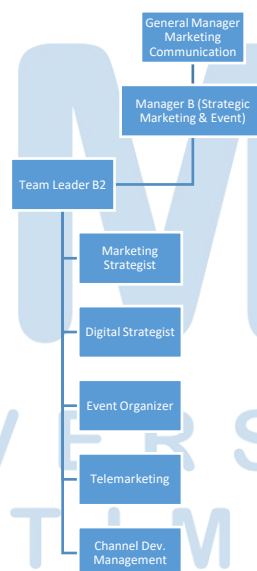 General Manager
Marketing
Communication
Manager B (Strategic
Marketing & Event)
Team Leader B2
Marketing
Strategist
Digital Strategist
Event Organizer
Telemarketing
Channel Dev.
Management